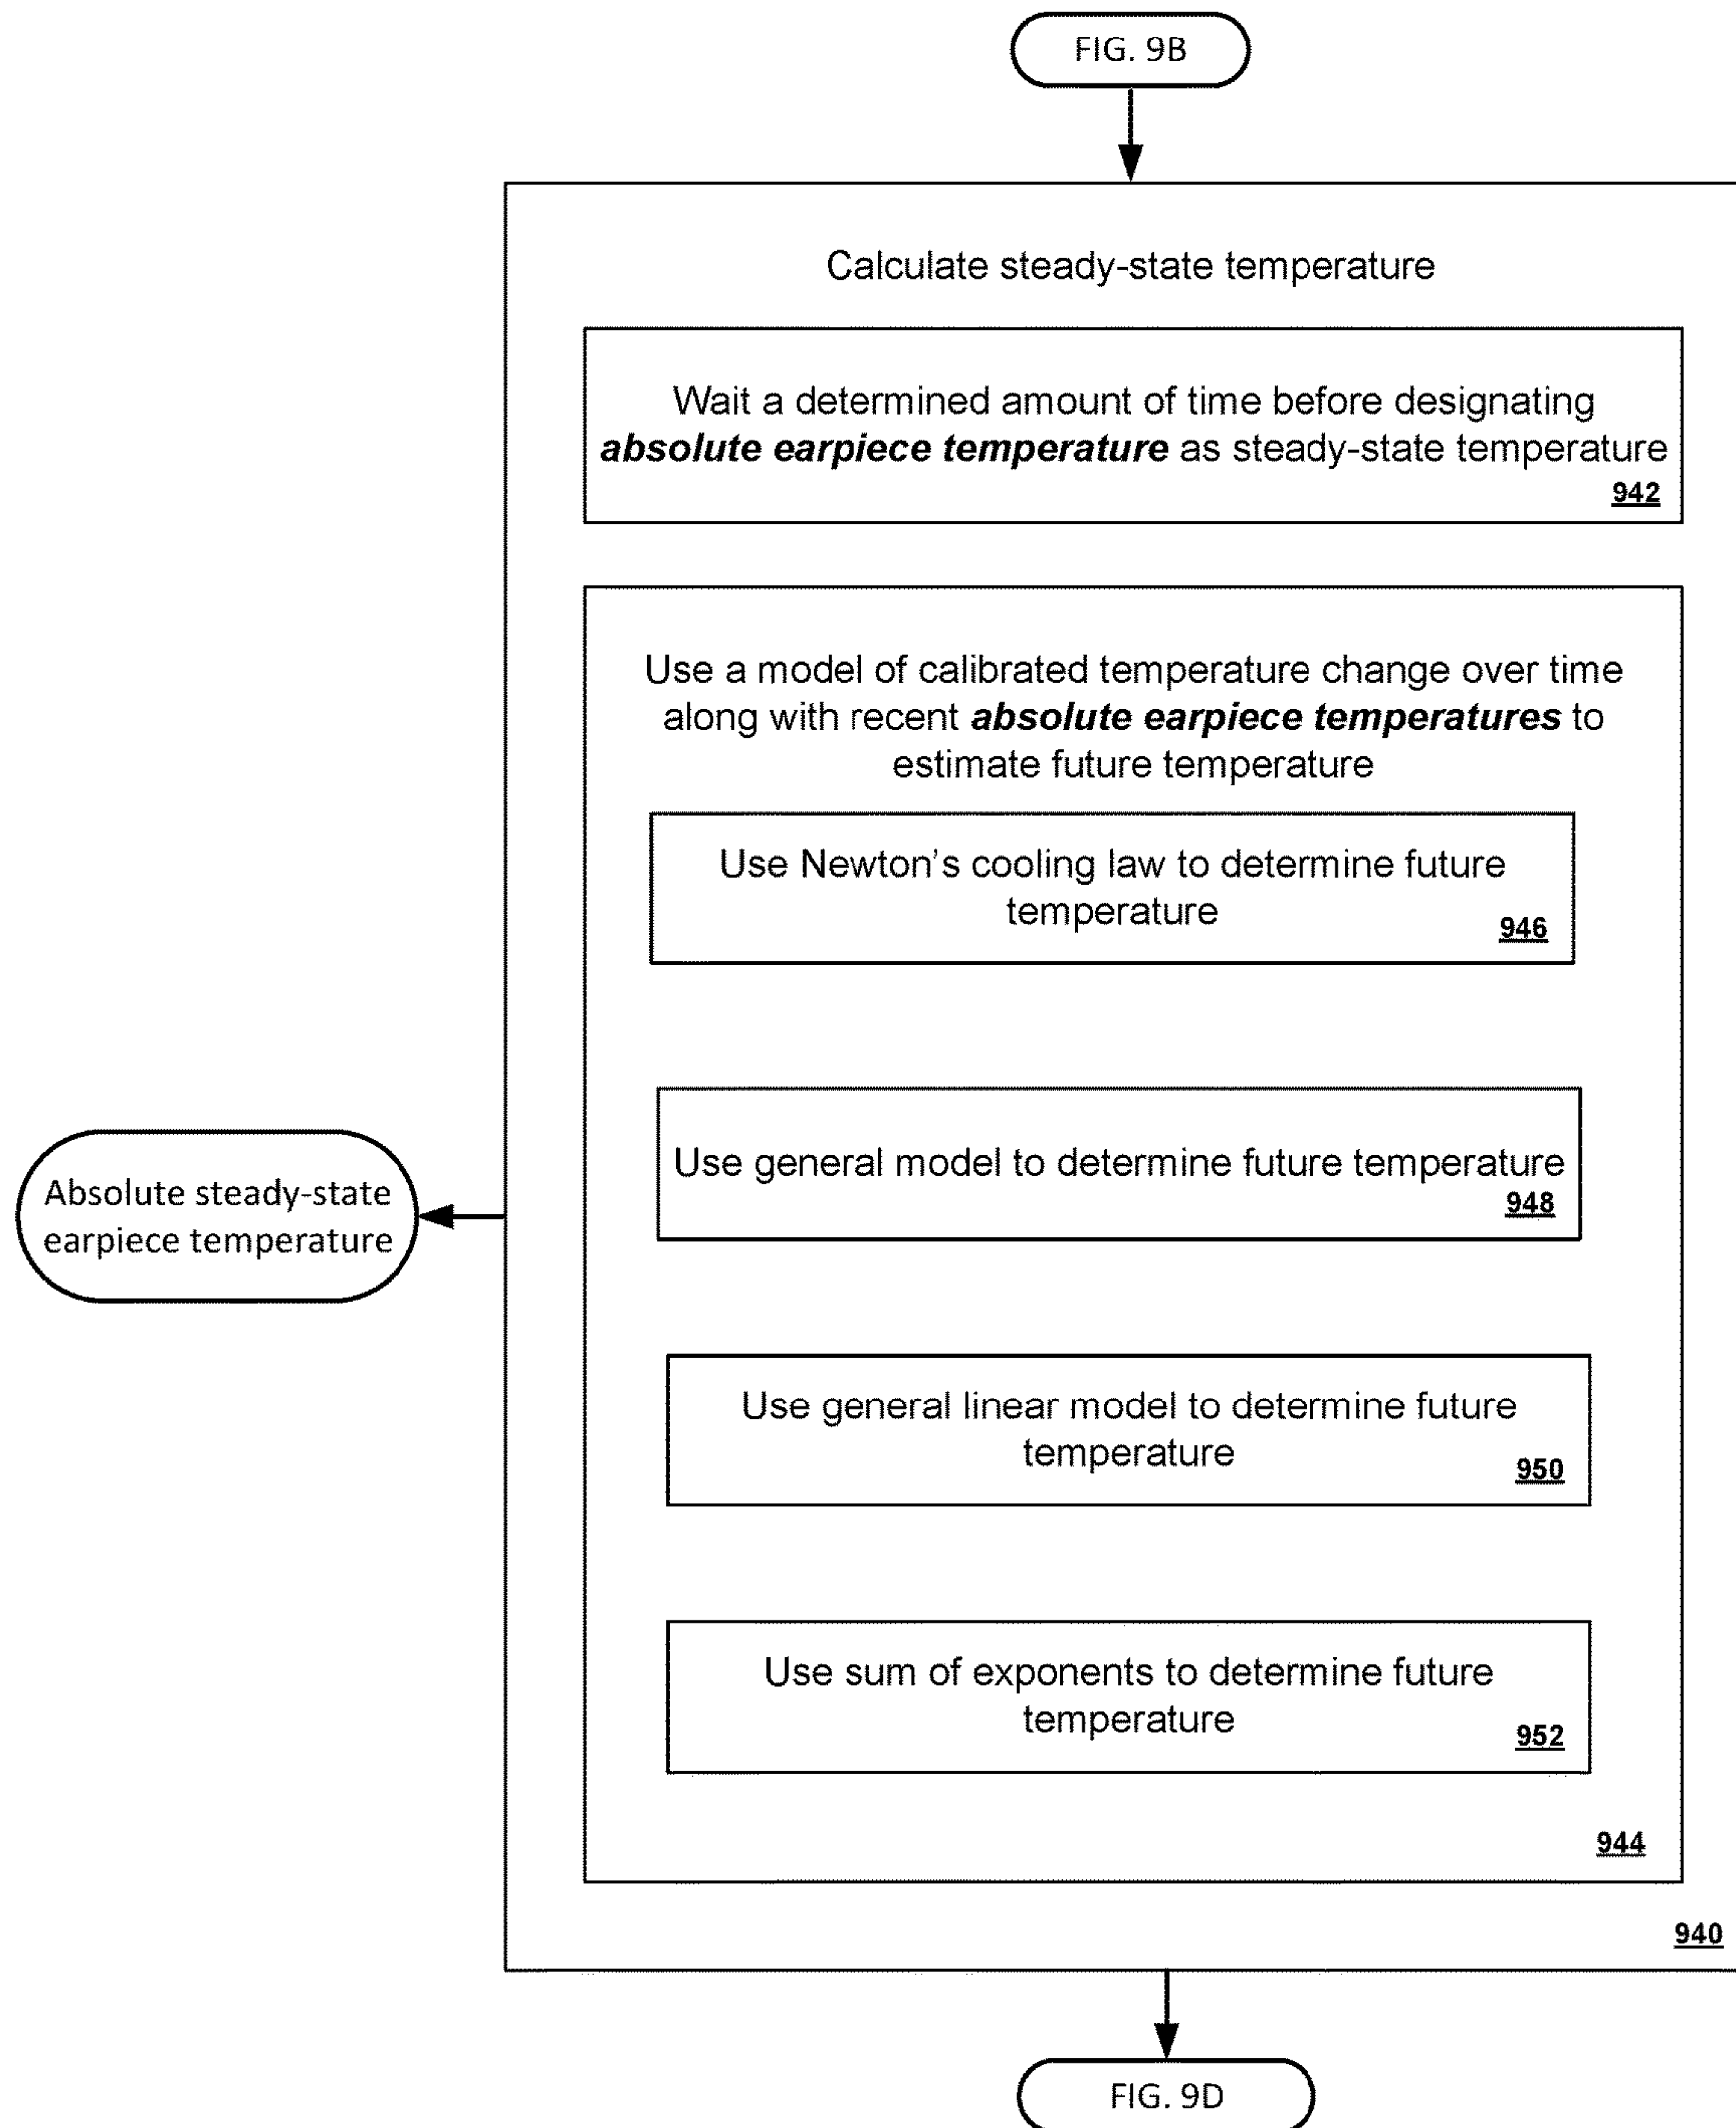 FIG. 9B
Calculate steady-state temperature
Wait a determined amount of time before designating
absolute earpiece temperature as steady-state temperature
942
Use a model of calibrated temperature change over time
along with recent absolute earpiece temperatures to
estimate future temperature
Use Newton's cooling law to determine future
temperature
946
Use general model to determine future temperature
948
Absolute steady-state
earpiece temperature
Use general linear model to determine future
temperature
950
Use sum of exponents to determine future
temperature
952
944
940
FIG. 9D